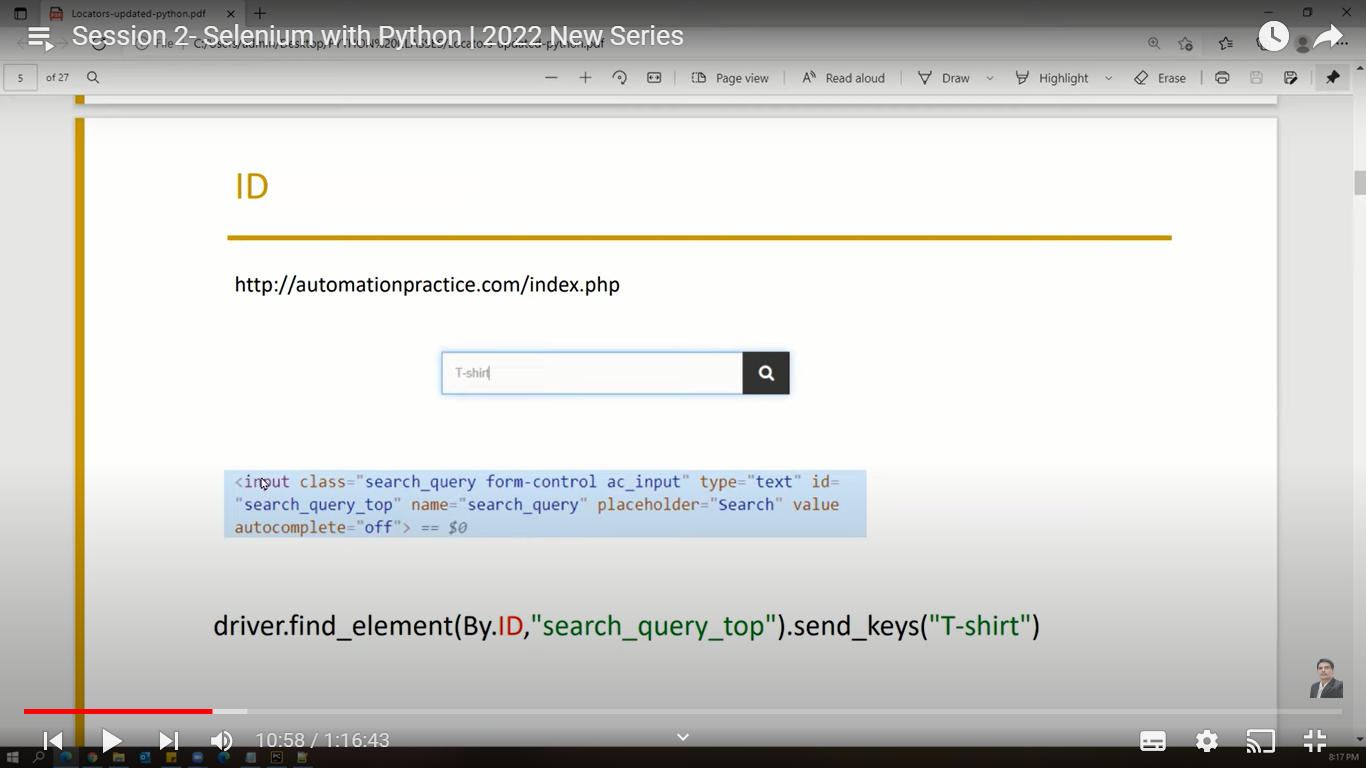 Locators-updated-python.pdf
Session 2- Selenium with Python | 2022 New Series
5 of 27
Page view
Read aloud
Draw
Highlight
Erase
ID
http://automationpractice.com/index.php
T-shirt
<input class="search_query form-control ac_input" type="text" id=
"search_query_top" name="search_query" placeholder="Search" value
autocomplete="off"> == $0
driver.find_element(By.ID,"search_query_top").send_keys("T-shirt")
10:58 / 1:16:43
8:17 PM